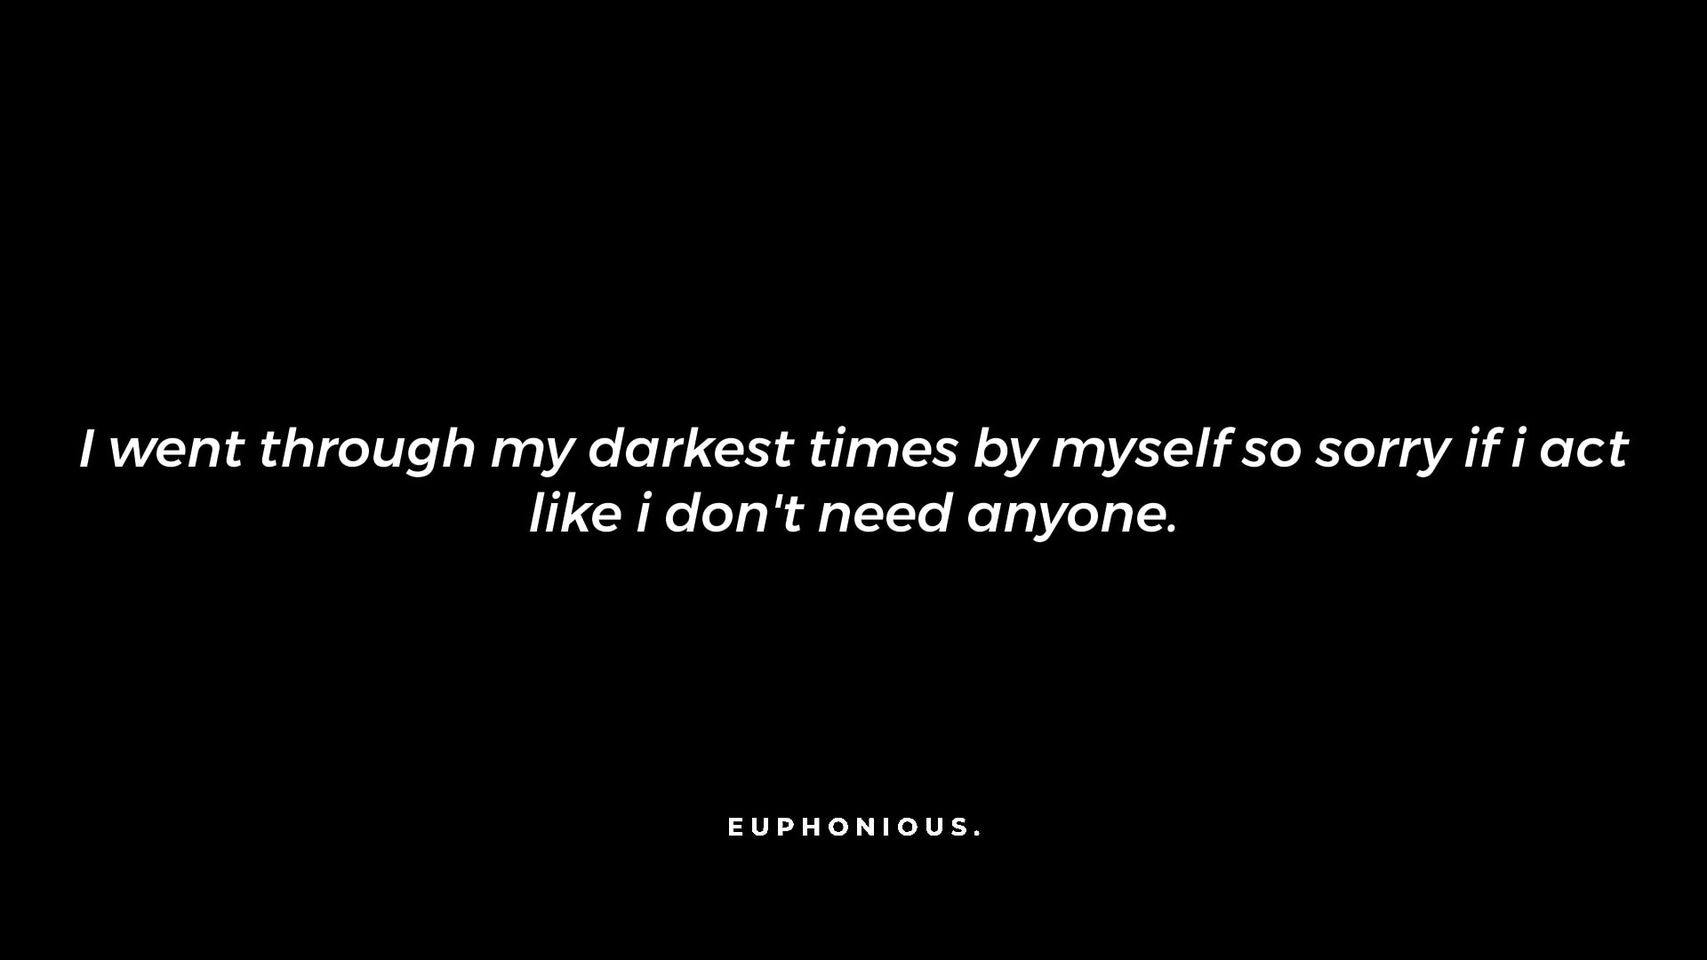 I went through my darkest times by myself so sorry if i act
like i don't need anyone.
EUPHONIOUS.